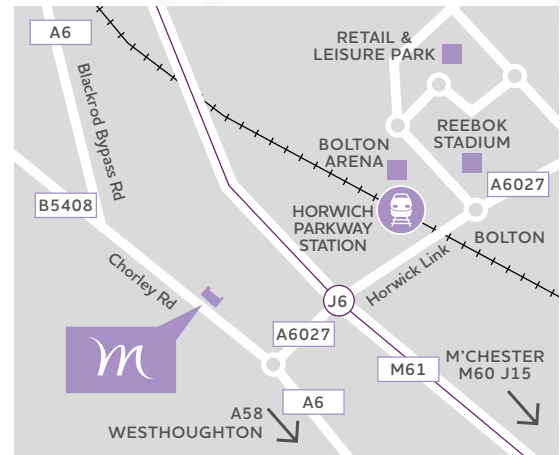 A6
RETAIL &
LEISURE PARK
Blackrod Bypass Rd
BOLTON
ARENA
REEBOK
STADIUM
A6027
B5408
HORWICH
PARKWAY
STATION
BOLTON
Chorley Rd
Horwick Link
J6
A6027
M
M61
M'CHESTER
M60 J15
A6
A58
WESTHOUGHTON